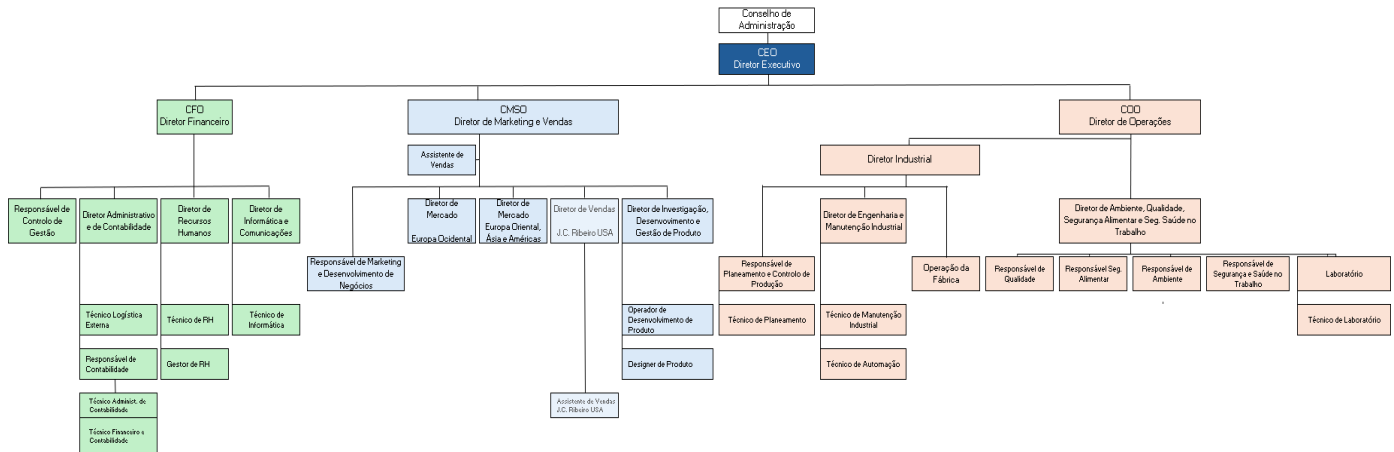 Conselho de
Administração
CEO
Diretor Executivo
CFO
Diretor Financeiro
CMSO
Diretor de Marketing e Vendas
COO
Diretor de Operações
Assistente de
Vendas
Diretor Industrial
Responsável de
Controlo de
Gestão
Diretor Administrativo
e de Contabilidade
Diretor de
Recursos
Humanos
Diretor de
Informática e
Comunicações
Diretor de
Mercado
Europa Ocidental
Diretor de
Mercado
Europa Oriental,
Ásia e Américas
Diretor de Vendas
J.C. Ribeiro USA
Diretor de Investigação,
Desenvovimento e
Gestão de Produto
Diretor de Engenharia e
Manutenção Industrial
Diretor de Ambiente, Qualidade,
Segurança Alimentar e Seg. Saúde no
Trabalho
Responsável de Marketing
e Desenvolvimento de
Negócios
Responsável de
Planeamento e Controlo de
Produção
Operação da
Fábrica
Responsável de
Qualidade
Responsável Seg.
Alimentar
Responsável de
Ambiente
Responsável de
Segurança e Saúde no
Trabalho
Laboratório
Técnico Logística
Externa
Técnico de RH
Técnico de
Informática
Operador de
Desenvolvimento de
Produto
Técnico de Planeamento
Técnico de Manutenção
Industrial
Técnico de Laboratório
Responsável de
Contabilidade
Gestor de RH
Designer de Produto
Técnico de Automação
Técnico Administ. de
Contabilidade
Assistente de Vendas
J.C. Ribeiro USA
Técnico Financeiro e
Contabilidade